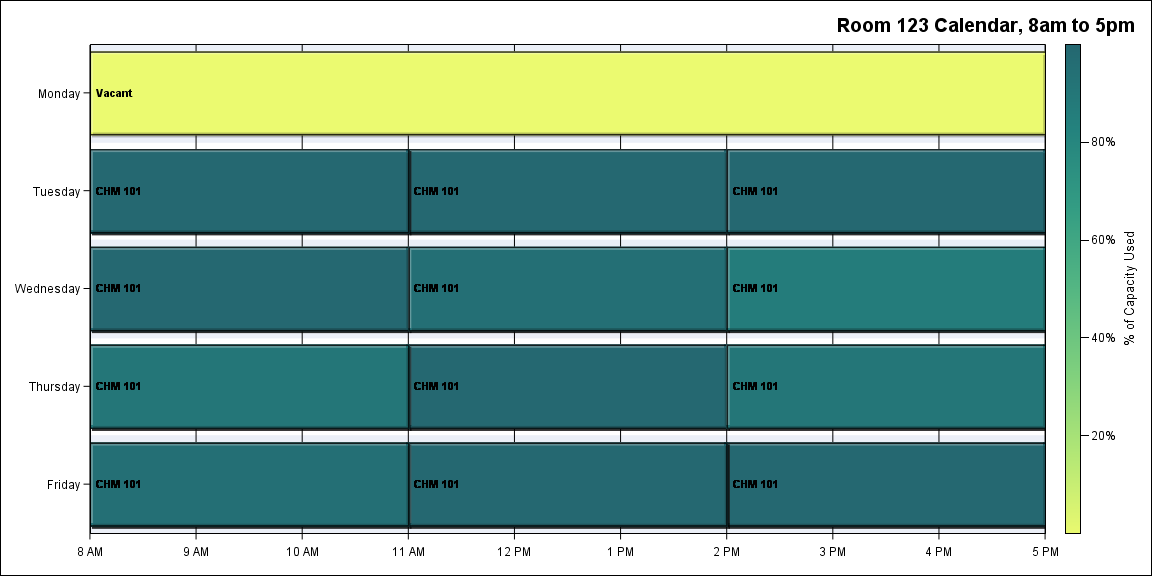 Room 123 Calendar, 8am to 5pm
Monday
Vacant
Tuesday
CHM 101
CHM 101
CHM 101
Wednesday
CHM 101
CHM 101
CHM 101
Thursday
CHM 101
CHM 101
CHM 101
Friday
CHM 101
CHM 101
CHM 101
8 AM
9 AM
10 AM
11 AM
12 PM
1 PM
2 PM
3 PM
4 PM
5 PM
80%
60%
40%
20%
% of Capacity Used